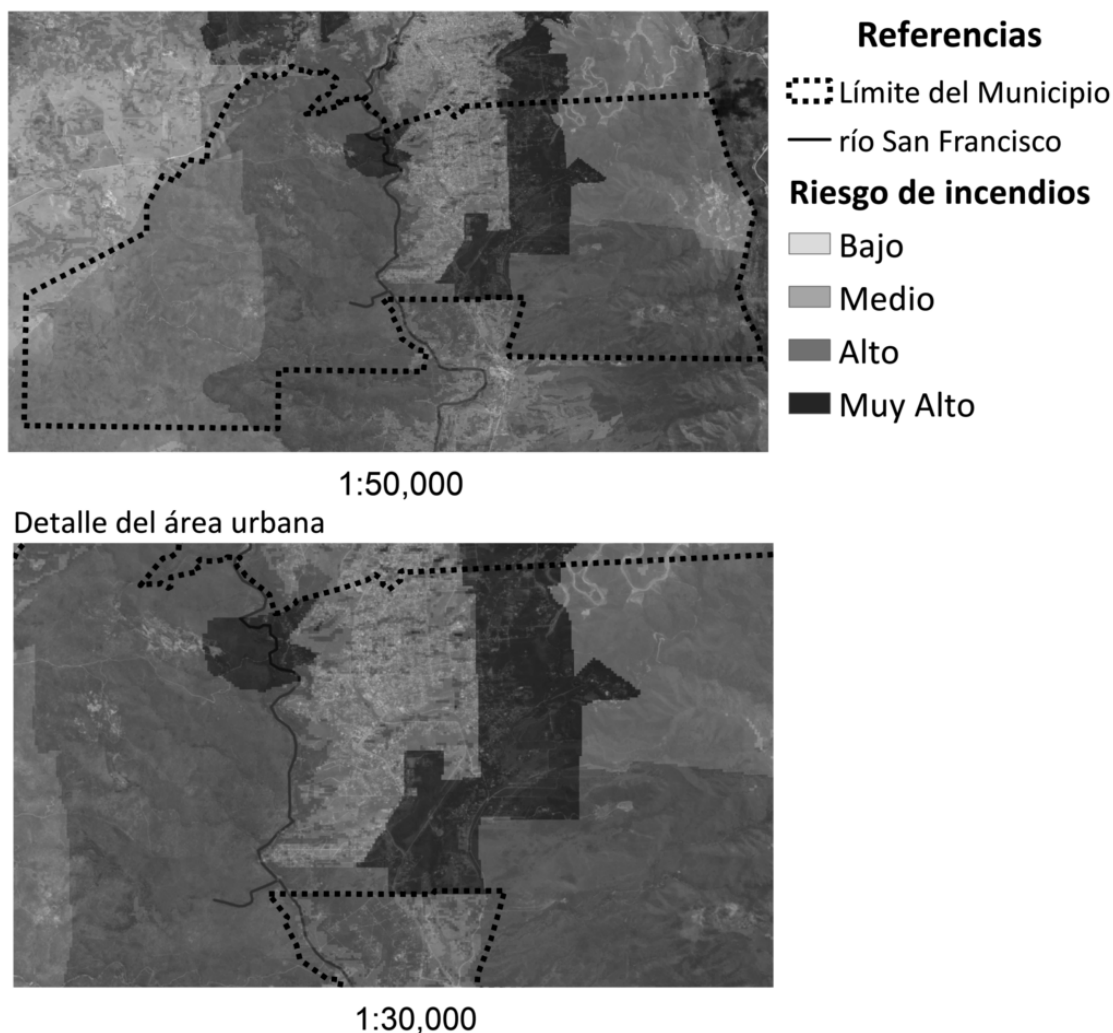 Referencias
Límite del Municipio
río San Francisco
Riesgo de incendios
Bajo
Medio
Alto
Muy Alto
1:50,000
Detalle del área urbana
1:30,000